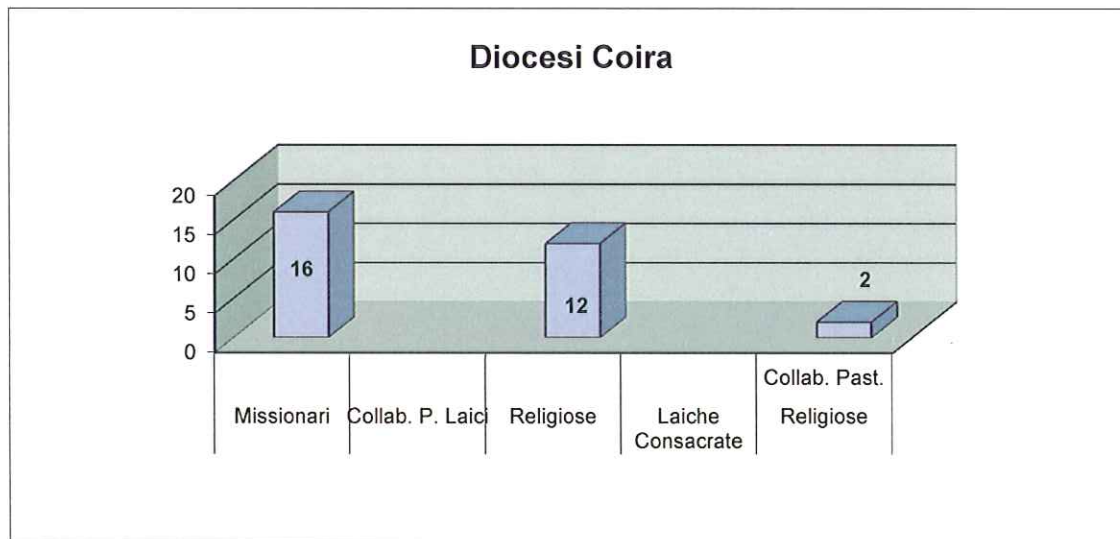 Diocesi Coira
20
15
10
5
0
16
12
2
Missionari
Collab. P. Laici
Religiose
Laiche
Consacrate
Collab. Past.
Religiose